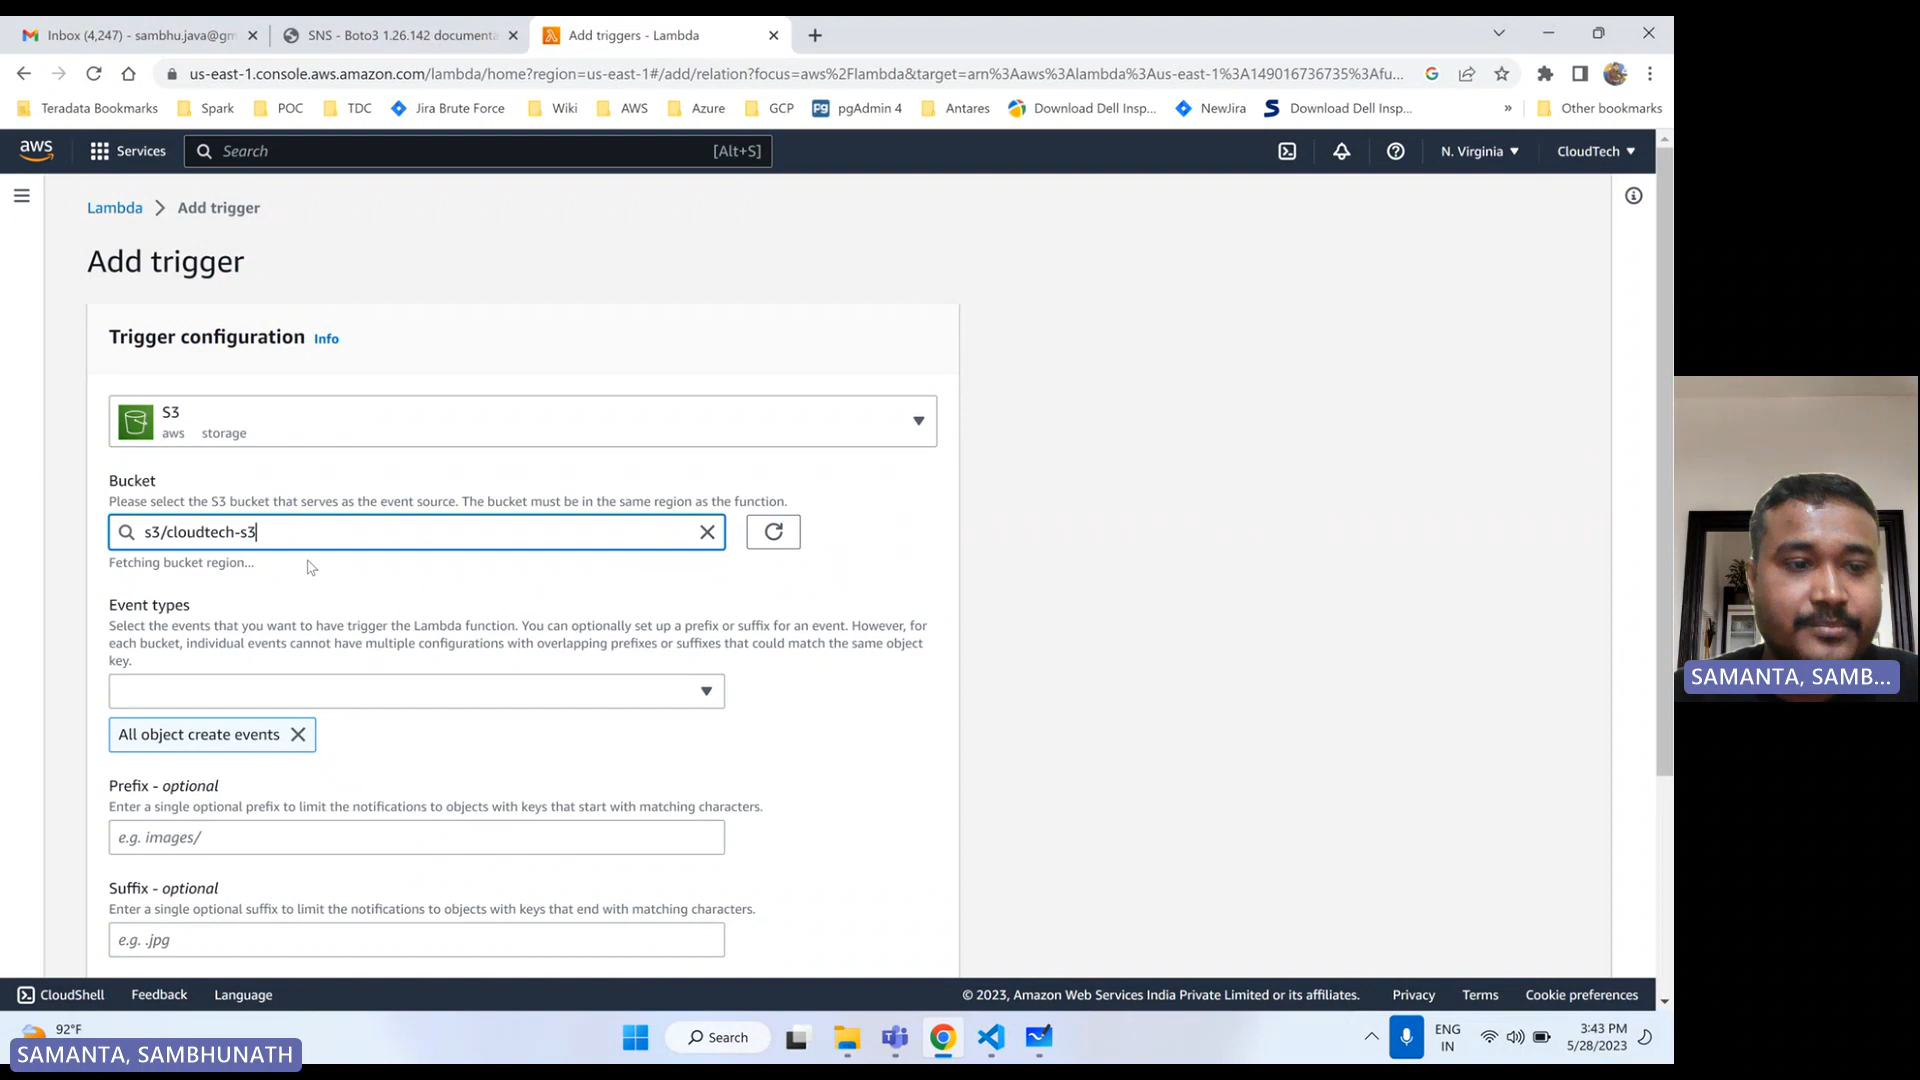 Inbox (4,247) - sambhu.java@gm
SNS - Boto3 1.26.142 documenta
Add triggers - Lambda
us-east-1.console.aws.amazon.com/lambda/home?region=us-east-1#/add/relation?focus=aws%2Flambda&target=arn%3Aaws%3Alambda%3Aus-east-1%3A149016736735%3Afu...
Teradata Bookmarks
Spark
POC
TDC
Jira Brute Force
Wiki
AWS
Azure
GCP
pgAdmin 4
Antares
Download Dell Insp...
NewJira
Download Dell Insp...
»
Other bookmarks
aws
Services
Search
[Alt+S]
N. Virginia
CloudTech
Lambda > Add trigger
Add trigger
Trigger configuration Info
S3
aws storage
Bucket
Please select the S3 bucket that serves as the event source. The bucket must be in the same region as the function.
s3/cloudtech-s3
Fetching bucket region...
Event types
Select the events that you want to have trigger the Lambda function. You can optionally set up a prefix or suffix for an event. However, for
each bucket, individual events cannot have multiple configurations with overlapping prefixes or suffixes that could match the same object
key.
All object create events
Prefix - optional
Enter a single optional prefix to limit the notifications to objects with keys that start with matching characters.
e.g. images/
Suffix - optional
Enter a single optional suffix to limit the notifications to objects with keys that end with matching characters.
e.g. .jpg
SAMANTA, SAMB...
CloudShell
Feedback
Language
© 2023, Amazon Web Services India Private Limited or its affiliates.
Privacy
Terms
Cookie preferences
92°F
Search
ENG
IN
3:43 PM
5/28/2023
SAMANTA, SAMBHUNATH